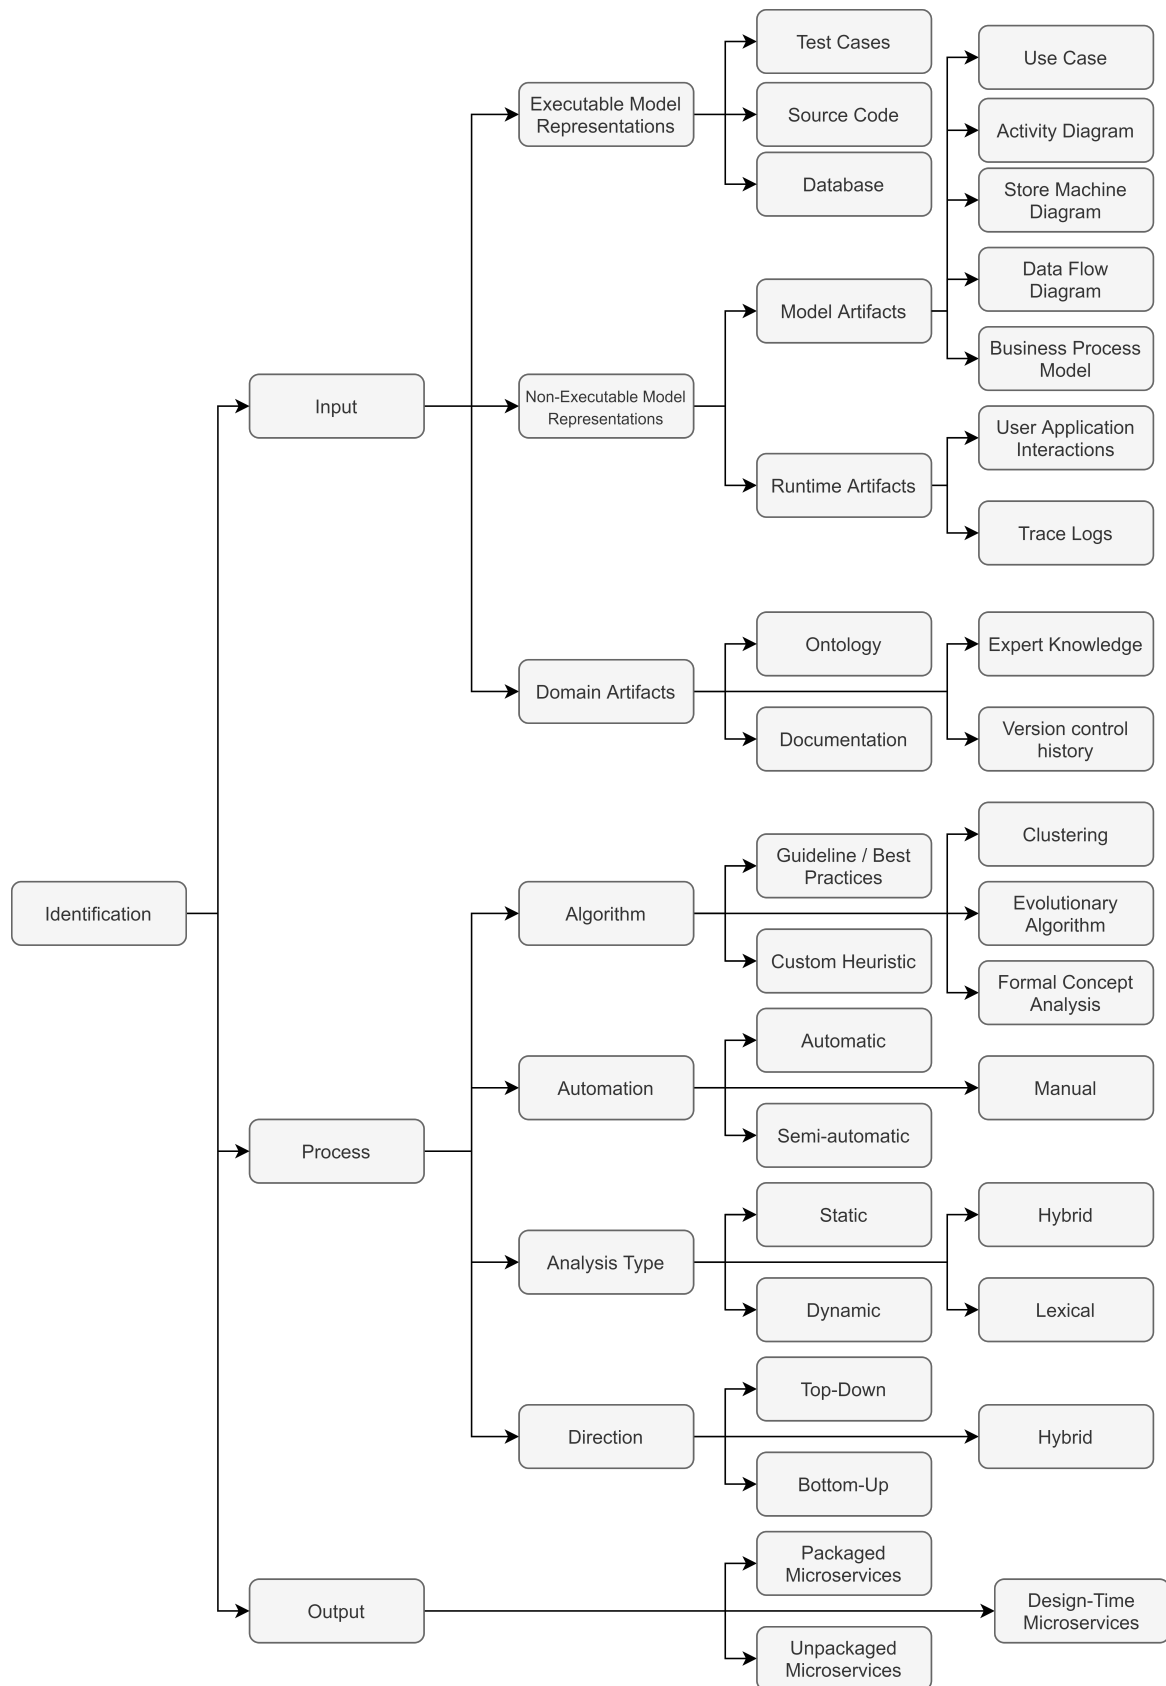 Test Cases
Use Case
Executable Model
Representations
Source Code
Activity Diagram
Database
Store Machine
Diagram
Model Artifacts
Data Flow
Diagram
Business Process
Model
Input
Non-Executable Model
Representations
User Application
Interactions
Runtime Artifacts
Trace Logs
Ontology
Expert Knowledge
Domain Artifacts
Documentation
Version control
history
Clustering
Guideline / Best
Practices
Identification
Algorithm
Evolutionary
Algorithm
Custom Heuristic
Formal Concept
Analysis
Automatic
Automation
Manual
Semi-automatic
Process
Static
Hybrid
Analysis Type
Dynamic
Lexical
Top-Down
Direction
Hybrid
Bottom-Up
Packaged
Microservices
Output
Design-Time
Microservices
Unpackaged
Microservices